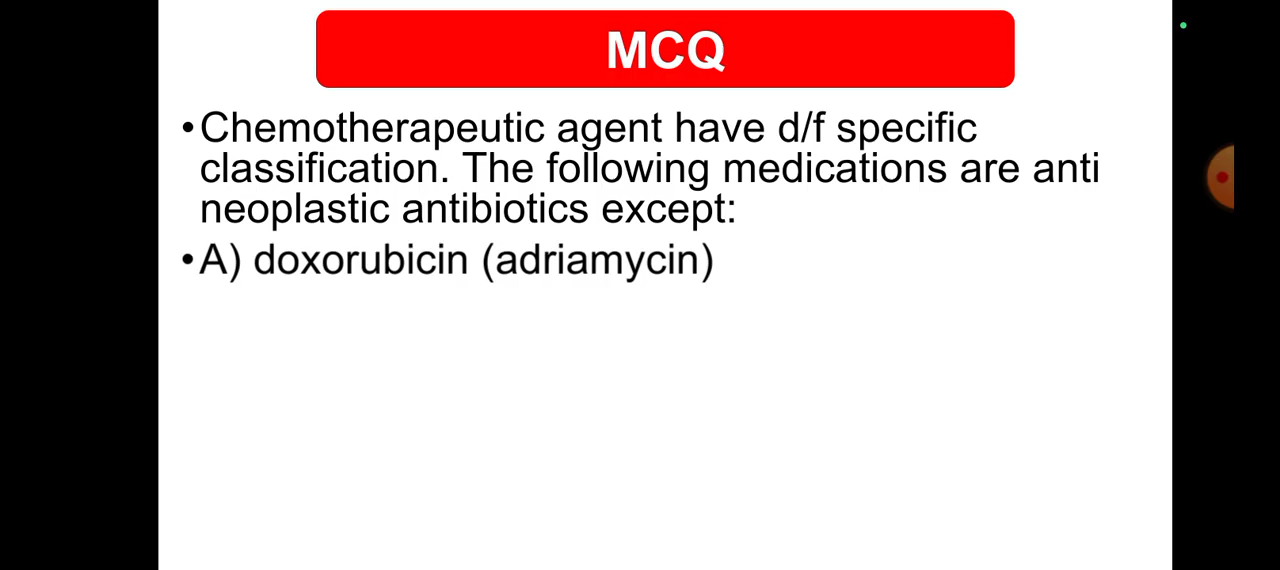 MCQ
•Chemotherapeutic agent have d/f specific
classification. The following medications are anti
neoplastic antibiotics except:
•A) doxorubicin (adriamycin)